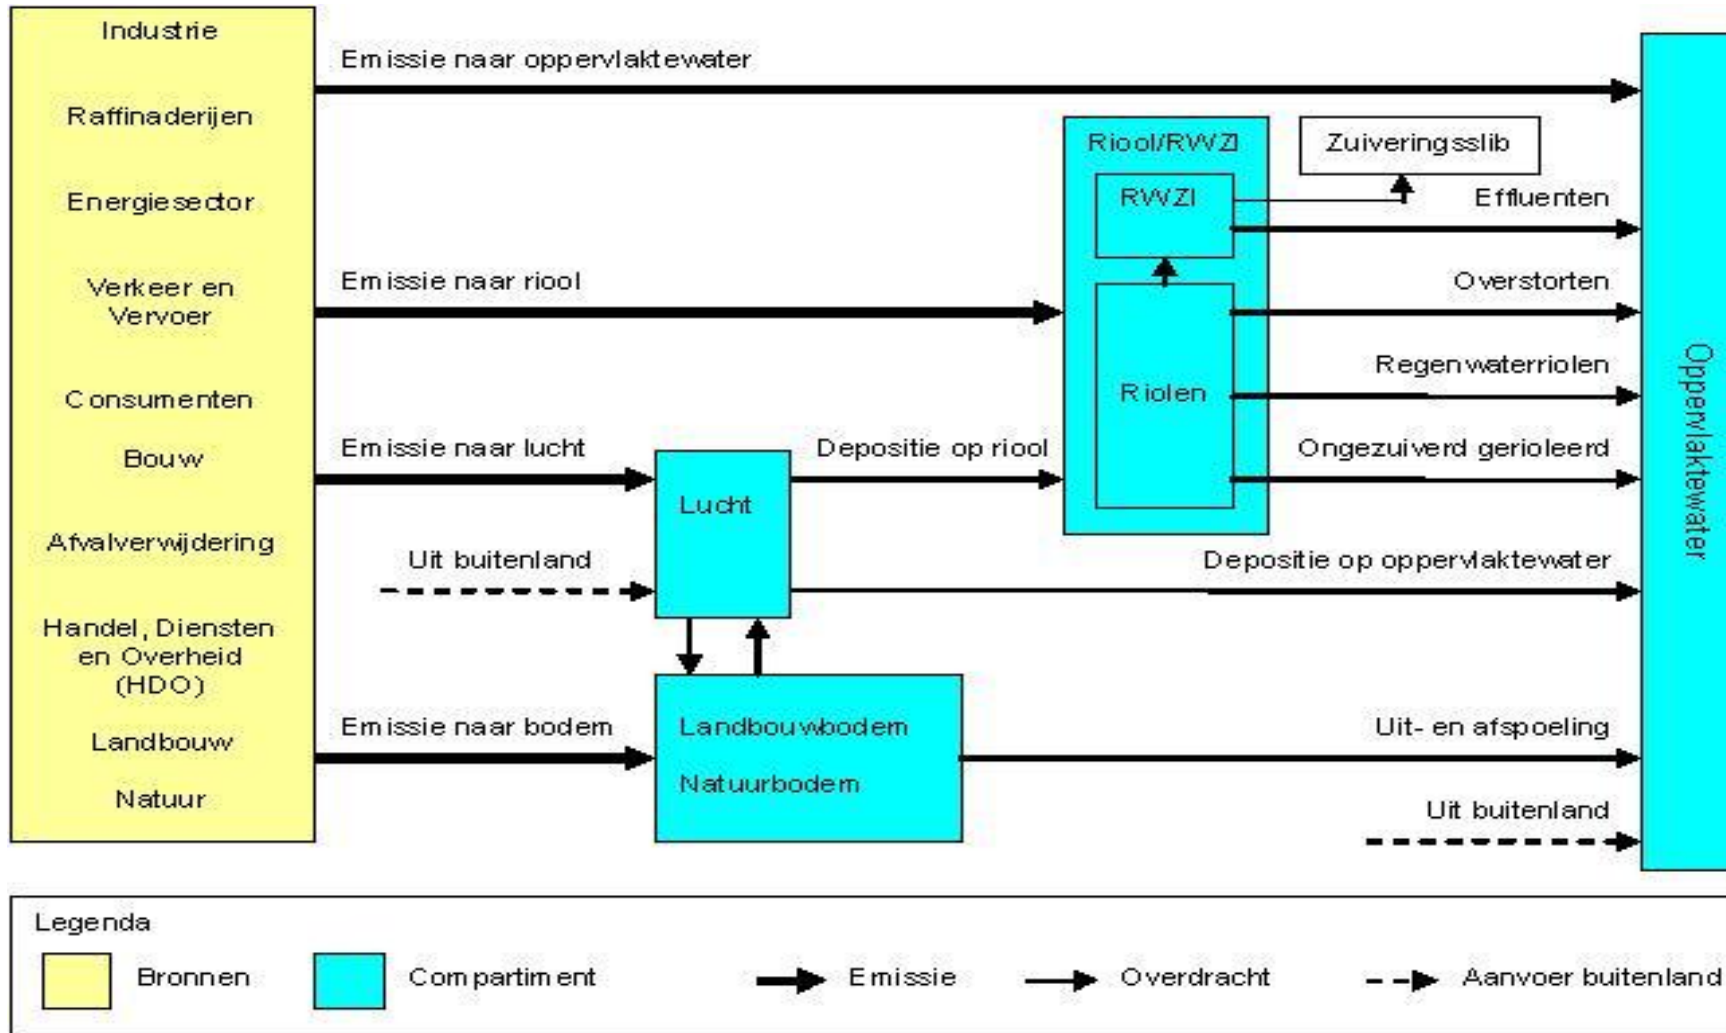 Industrie
Raffinaderijen
Energiesector
Verkeer en
Vervoer
Consumenten
Bouw
Afvalverwijdering
Handel, Diensten
en Overheid
(HDO)
Landbouw
Natuur
Emissie naar oppervlaktewater
Emissie naar riool
Emissie naar lucht
Uit buitenland
Emissie naar bodem
Lucht
Landbouwbodem
Natuurbodem
Depositie op riool
Riool/RWZI
RWZI
Riolen
Zuiveringsslib
Effluenten
Overstorten
Regenwaterriolen
Ongezuiverd gerioleerd
Depositie op oppervlaktewater
Uit- en afspoeling
Uit buitenland
Oppervlaktewater
Legenda
Bronnen
Compartiment
Emissie
Overdracht
Aanvoer buitenland